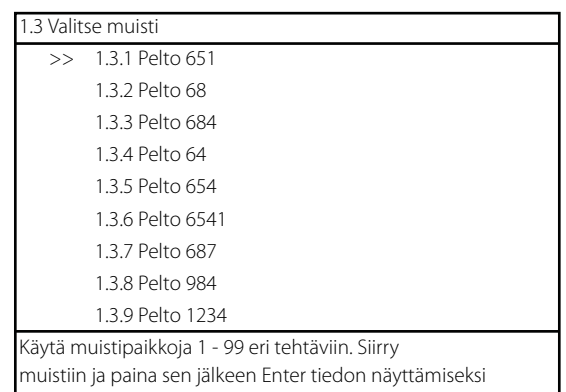 1.3 Valitse muisti
>> 1.3.1 Pelto 651
1.3.2 Pelto 68
1.3.3 Pelto 684
1.3.4 Pelto 64
1.3.5 Pelto 654
1.3.6 Pelto 6541
1.3.7 Pelto 687
1.3.8 Pelto 984
1.3.9 Pelto 1234
Käytä muistipaikkoja 1 - 99 eri tehtäviin. Siirry
muistiin ja paina sen jälkeen Enter tiedon näyttämiseksi